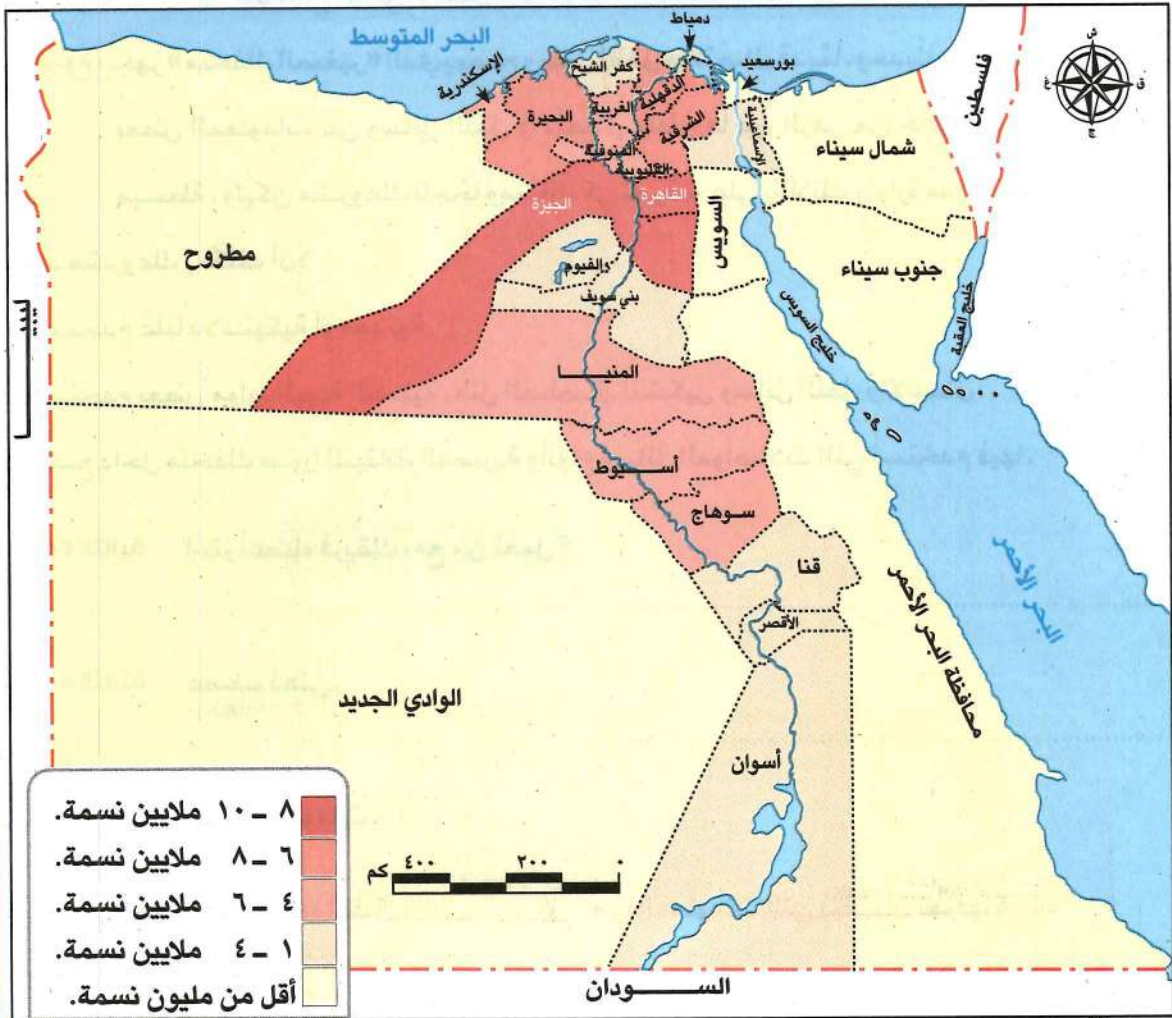 دمياط
البحر المتوسط
بورسعيد
كفر الشيخ
الدقهلية
الإسكندرية
الغربية
البحيرة
الشرقية
الإسماعيلية
المنوفية
القليوبية
شمال سيناء
فلسطين
ش
ق
ج
غ
القاهرة
الجيزة
السويس
مطروح
الفيوم
جنوب سيناء
بني سويف
خليج السويس
خليج العقبة
ليبيا
المنيا
أسيوط
سوهاج
قنا
البحر الأحمر
محافظة البحر الأحمر
الأقصر
الوادي الجديد
أسوان
٨ - ١٠ ملايين نسمة.
٦ - ٨ ملايين نسمة.
٤ - ٦ ملايين نسمة.
١ - ٤ ملايين نسمة.
أقل من مليون نسمة.
كم ٤٠٠ ٢٠٠ ٠
السودان